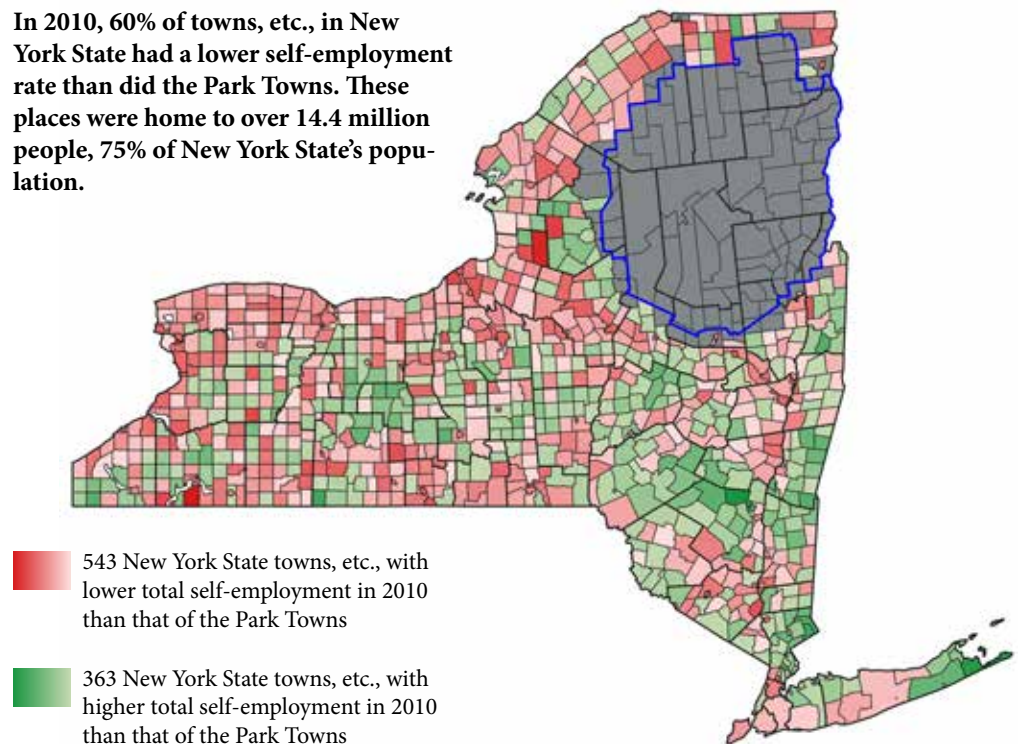 In 2010, 60% of towns, etc., in New
York State had a lower self-employment
rate than did the Park Towns. These
places were home to over 14.4 million
people, 75% of New York State's popu-
lation.
543 New York State towns, etc., with
lower total self-employment in 2010
than that of the Park Towns
363 New York State towns, etc., with
higher total self-employment in 2010
than that of the Park Towns